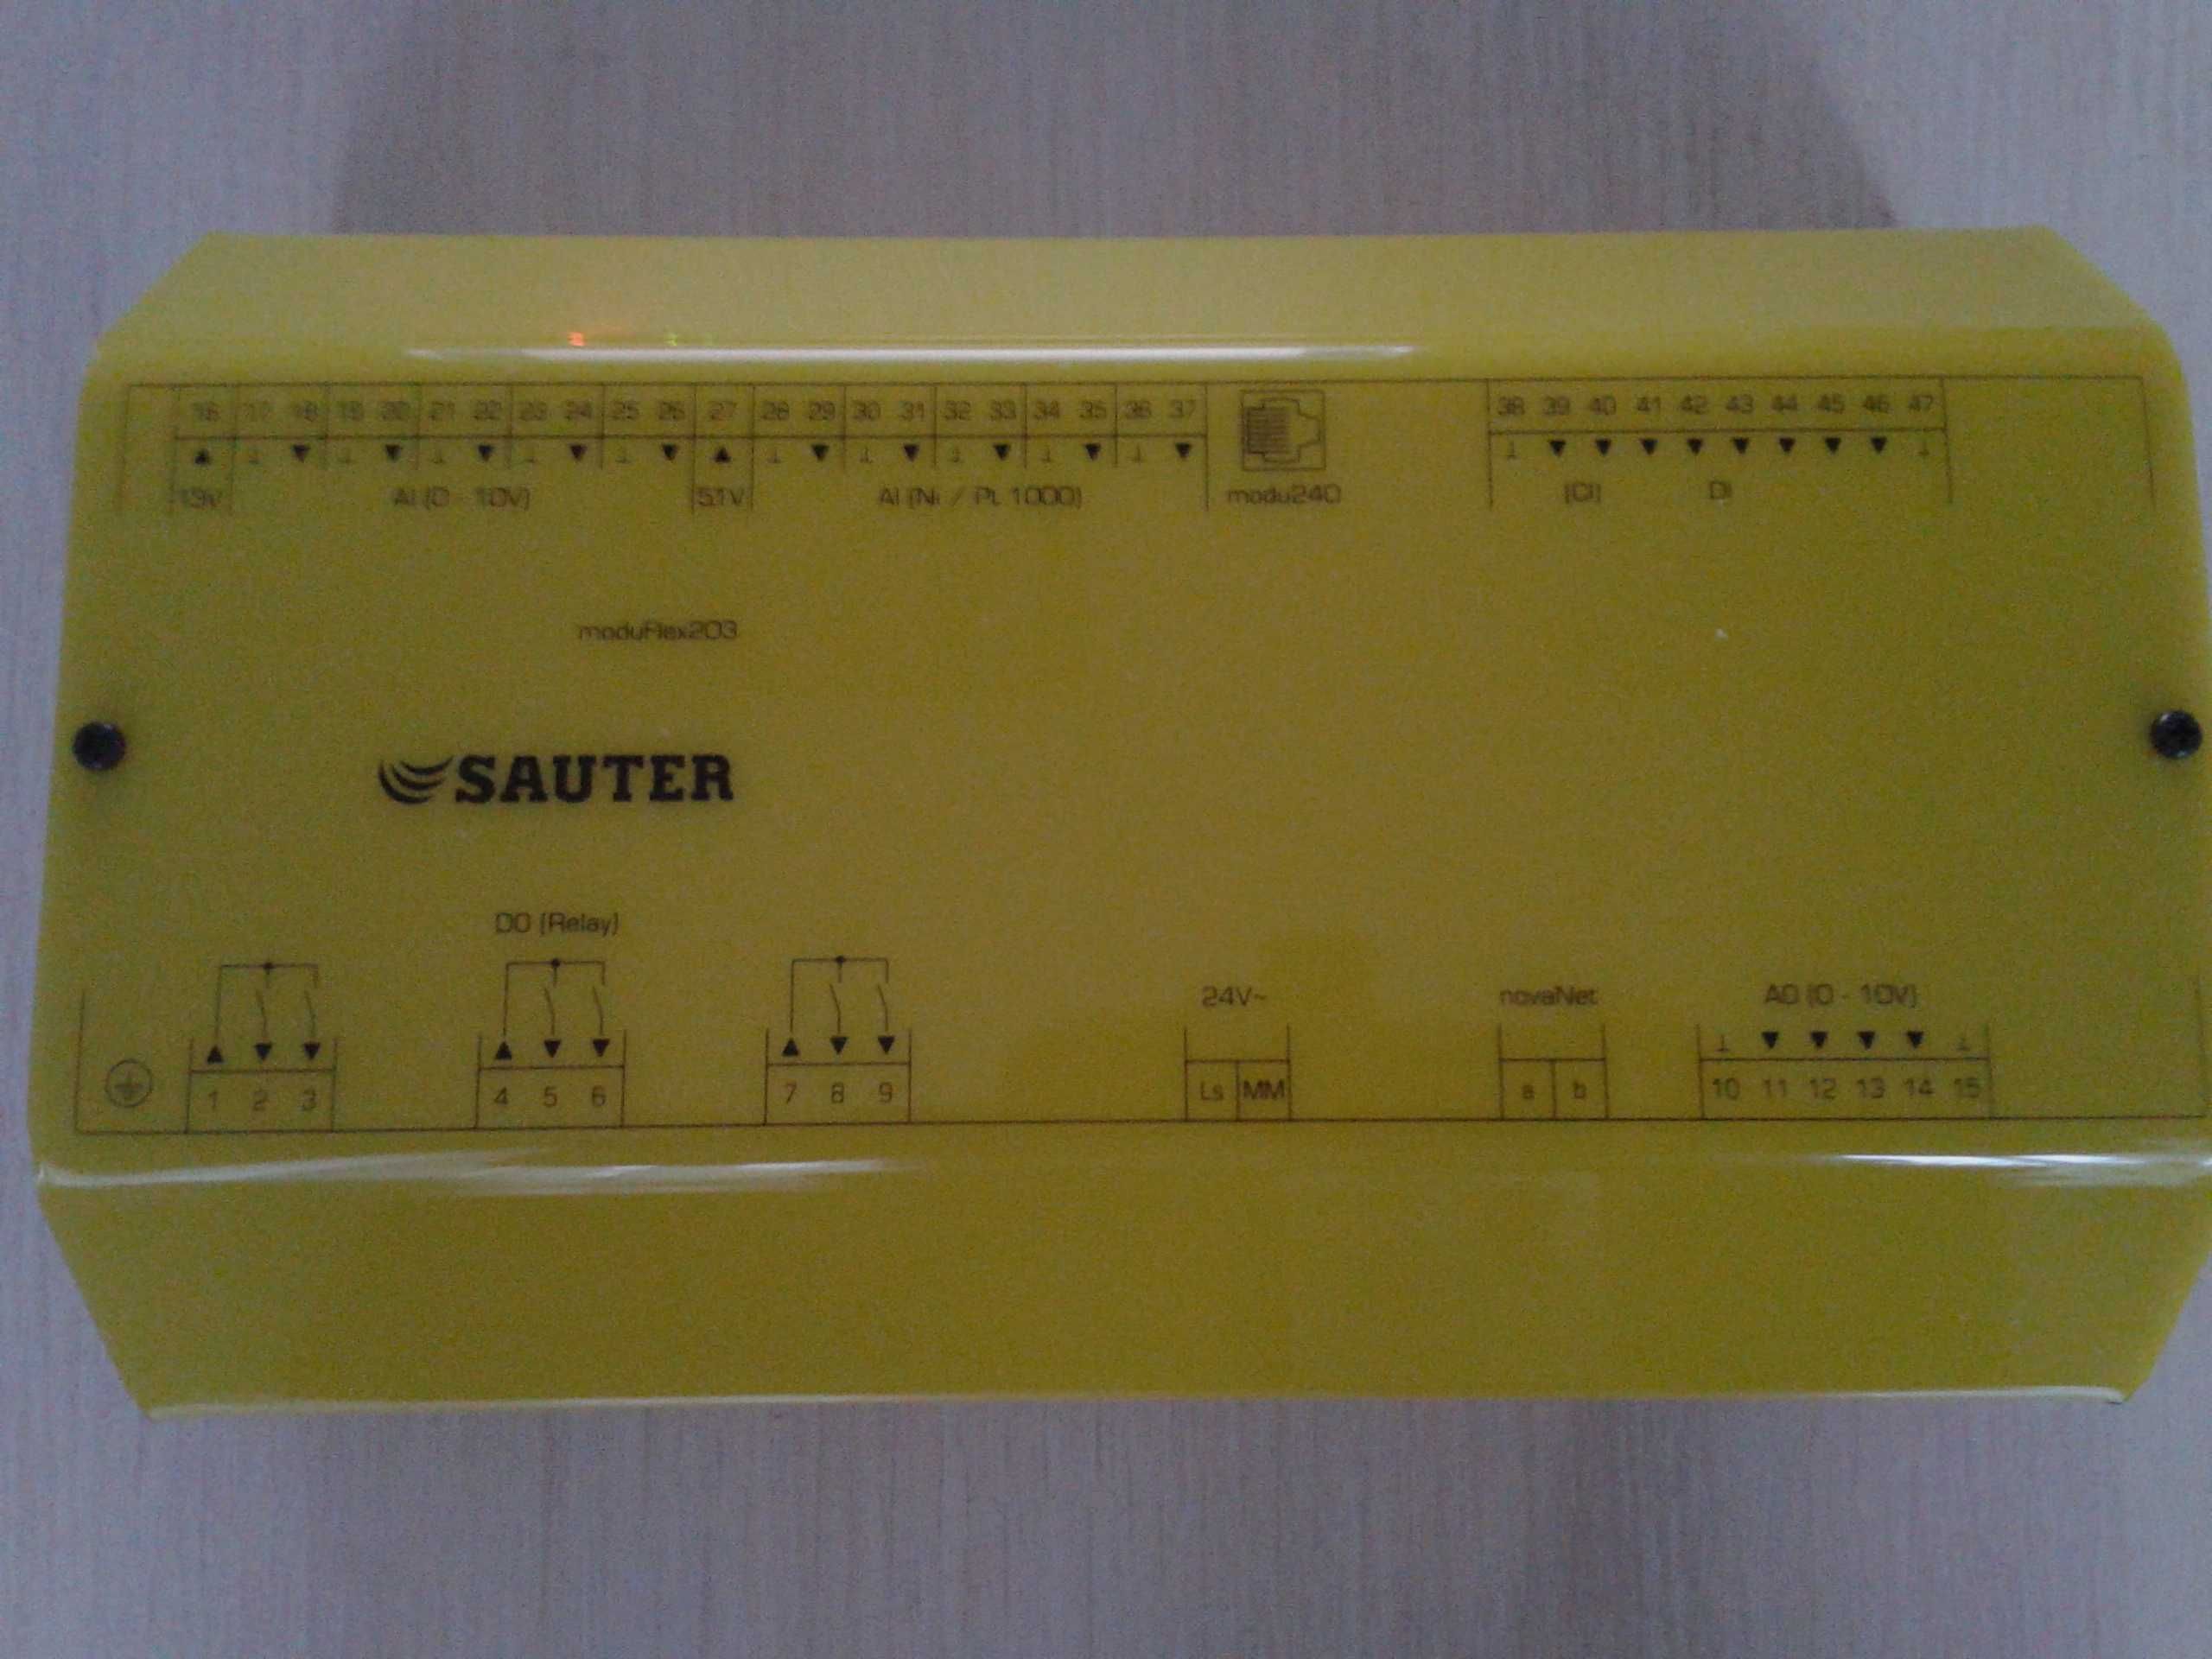 16 17 18 19 20 21 22 23 24 25 26 27 28 29 30 31 32 33 34 35 36 37
38 39 40 41 42 43 44 45 46 47
AI (0 - 10V)
AI (Ni / Pt 1000)
modu240
(CI)
DI
moduFlex203
SAUTER
DO (Relay)
24V~
novaNet
AO (0 - 10V)
1 2 3
4 5 6
7 8 9
Ls MM
a b
10 11 12 13 14 15